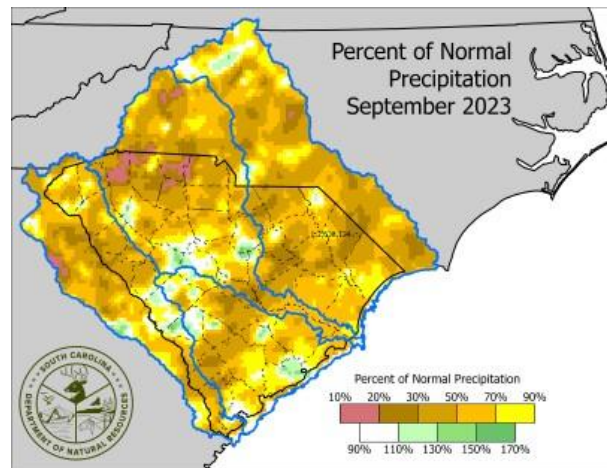 Percent of Normal
Precipitation
September 2023
SOUTH CAROLINA
DEPARTMENT OF NATURAL RESOURCES
Percent of Normal Precipitation
10% 20% 30% 50% 70% 90%
90% 110% 130% 150% 170%